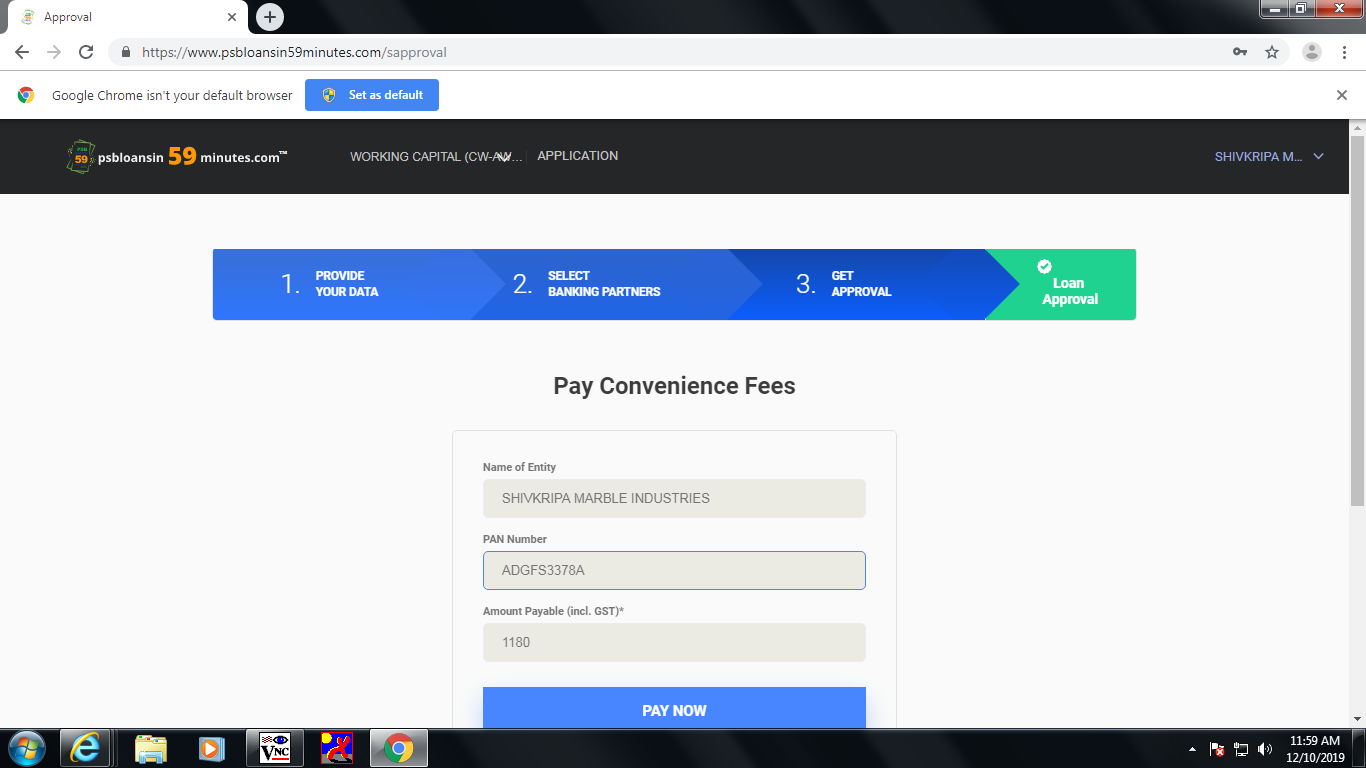 Approval
https://www.psbloansin59minutes.com/sapproval
Google Chrome isn't your default browser
Set as default
psbloansin 59 minutes.com™
WORKING CAPITAL (CW-AV...
APPLICATION
SHIVKRIPA M...
1. PROVIDE
YOUR DATA
2. SELECT
BANKING PARTNERS
3. GET
APPROVAL
Loan
Approval
Pay Convenience Fees
Name of Entity
SHIVKRIPA MARBLE INDUSTRIES
PAN Number
ADGFS3378A
Amount Payable (incl. GST)*
1180
PAY NOW
VNC
11:59 AM
12/10/2019